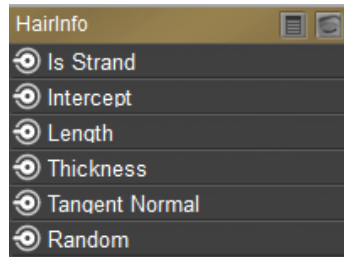 HairInfo
Is Strand
Intercept
Length
Thickness
Tangent Normal
Random